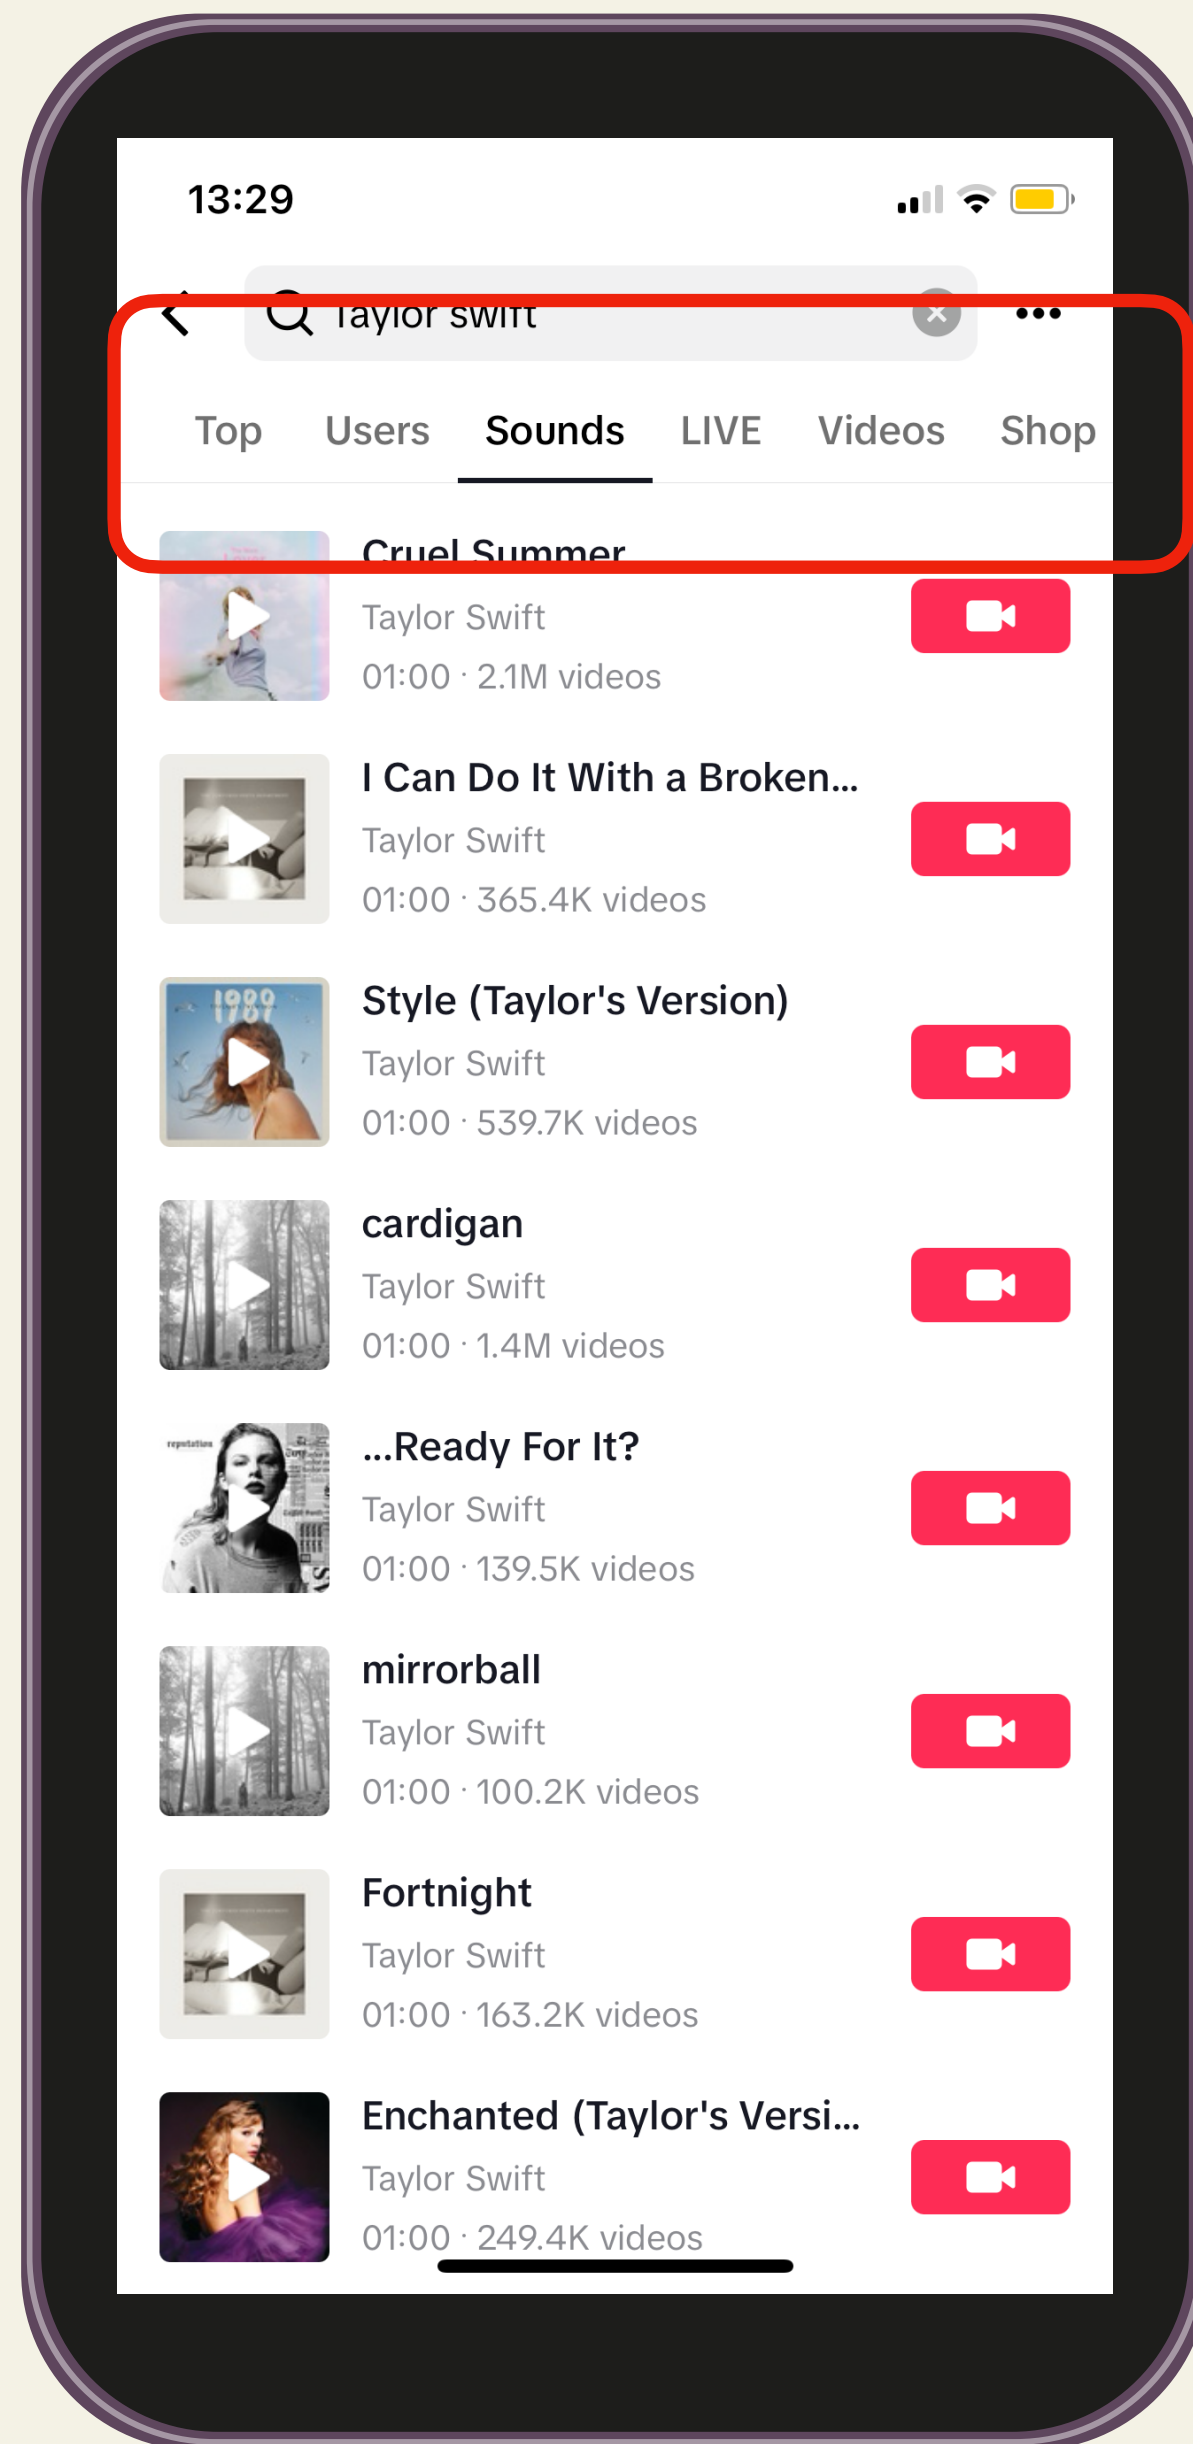 13:29
Taylor swift
Top Users Sounds LIVE Videos Shop
Cruel Summer
Taylor Swift
01:00 · 2.1M videos
I Can Do It With a Broken...
Taylor Swift
01:00 · 365.4K videos
1989
Style (Taylor's Version)
Taylor Swift
01:00 · 539.7K videos
cardigan
Taylor Swift
01:00 · 1.4M videos
reputation
...Ready For It?
Taylor Swift
01:00 · 139.5K videos
mirrorball
Taylor Swift
01:00 · 100.2K videos
Fortnight
Taylor Swift
01:00 · 163.2K videos
Enchanted (Taylor's Versi...
Taylor Swift
01:00 · 249.4K videos